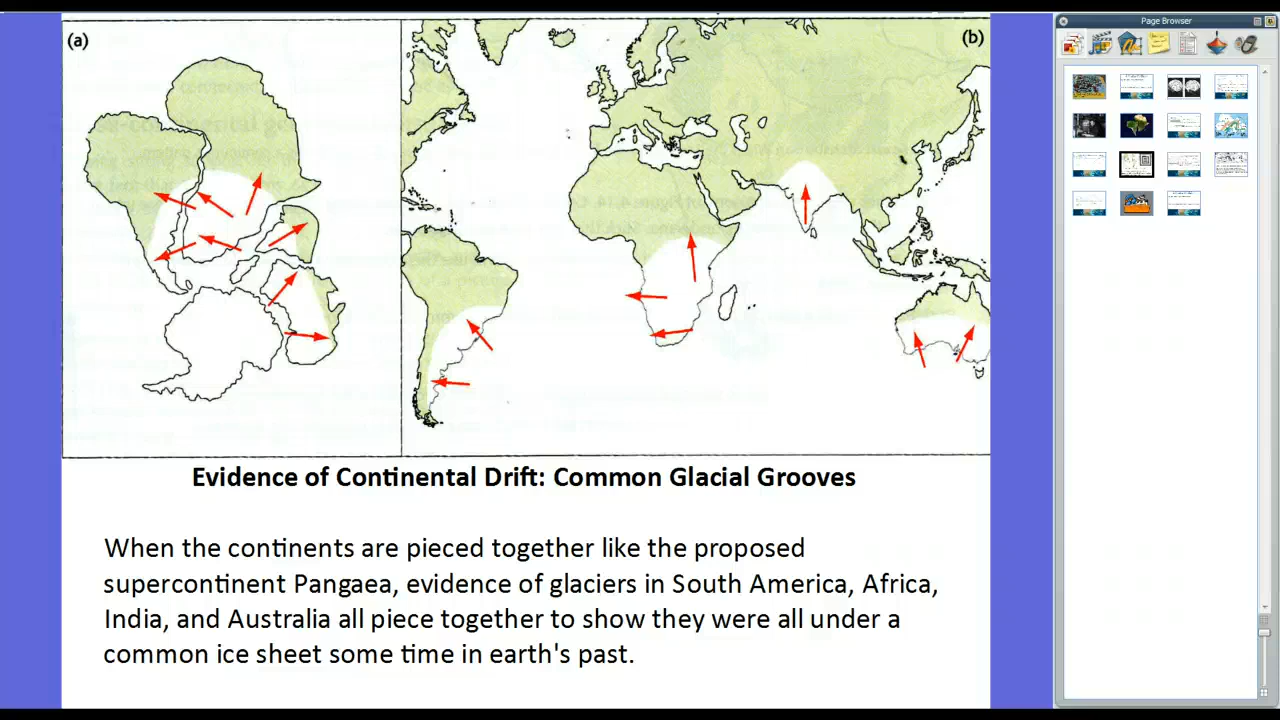 (a)
(b)
Page Browser
Evidence of Continental Drift: Common Glacial Grooves
When the continents are pieced together like the proposed
supercontinent Pangaea, evidence of glaciers in South America, Africa,
India, and Australia all piece together to show they were all under a
common ice sheet some time in earth's past.